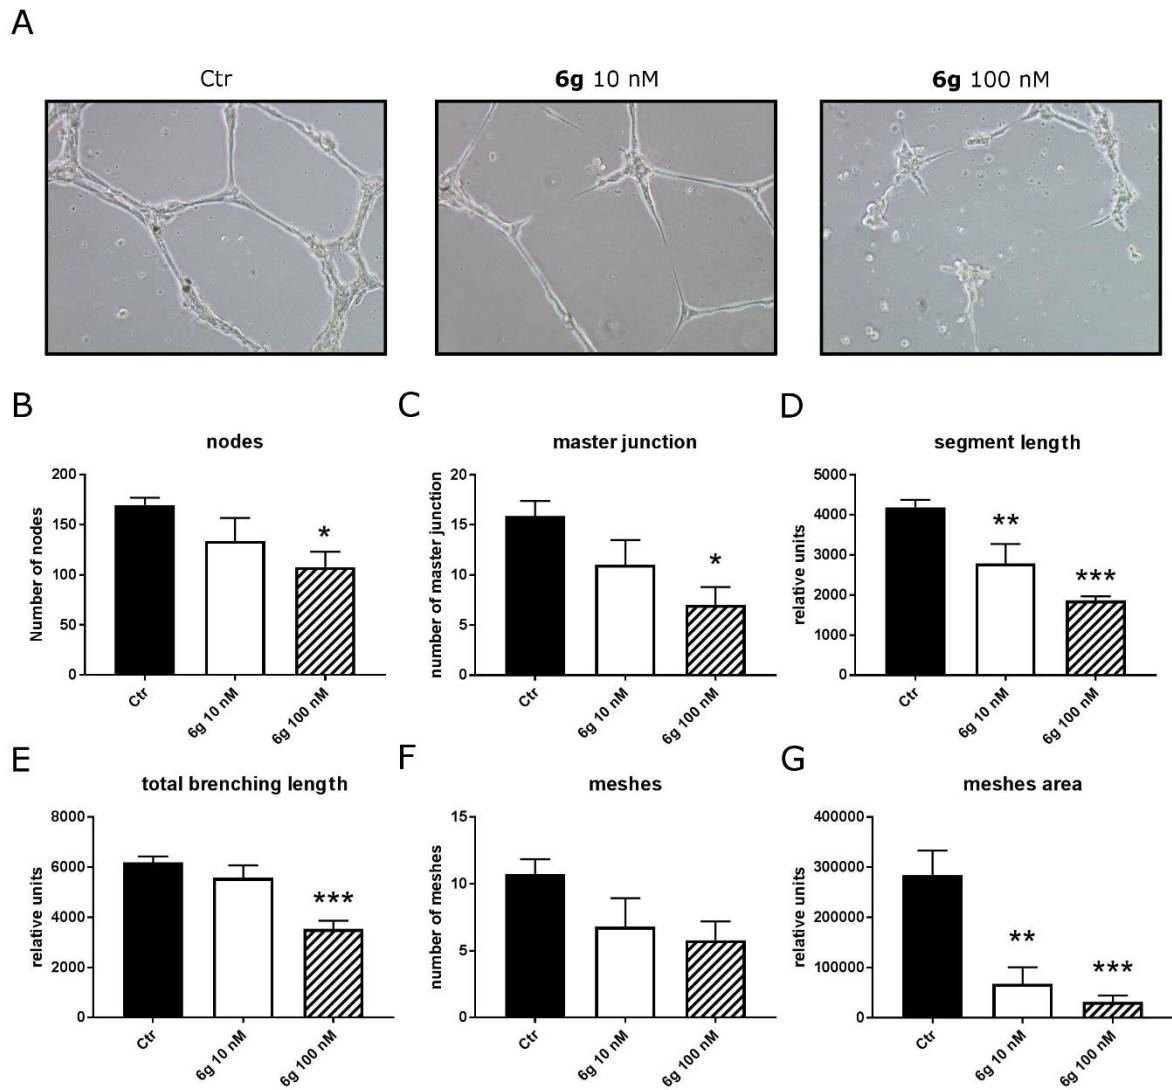 A
Ctr
6g 10 nM
6g 100 nM
B
C
D
nodes
master junction
segment length
Number of nodes
200
150
100
50
0
*
Ctr
6g 10 nM
6g 100 nM
number of master junction
20
15
10
5
0
*
Ctr
6g 10 nM
6g 100 nM
relative units
5000
4000
3000
2000
1000
0
**
***
Ctr
6g 10 nM
6g 100 nM
E
F
G
total brenching length
meshes
meshes area
relative units
8000
6000
4000
2000
0
***
Ctr
6g 10 nM
6g 100 nM
number of meshes
15
10
5
0
Ctr
6g 10 nM
6g 100 nM
relative units
400000
300000
200000
100000
0
**
***
Ctr
6g 10 nM
6g 100 nM